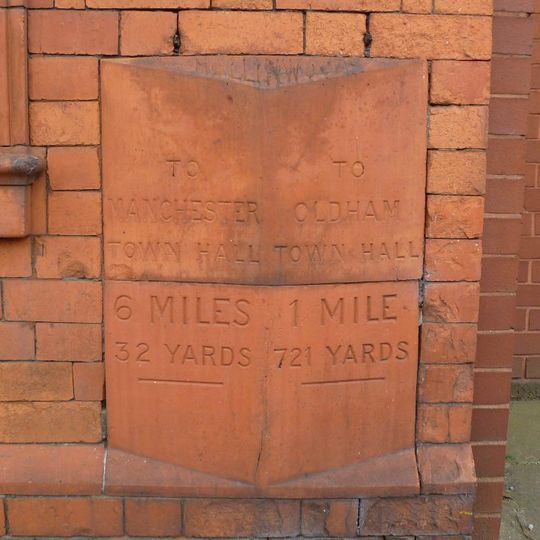 TO
MANCHESTER
TOWN HALL
6 MILES
32 YARDS
TO
OLDHAM
TOWN HALL
1 MILE
721 YARDS